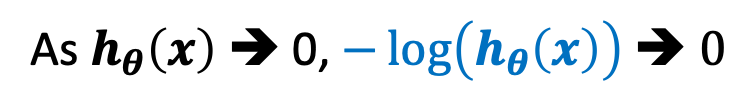 As hθ(x) ➔ 0, − log(hθ(x)) ➔ 0